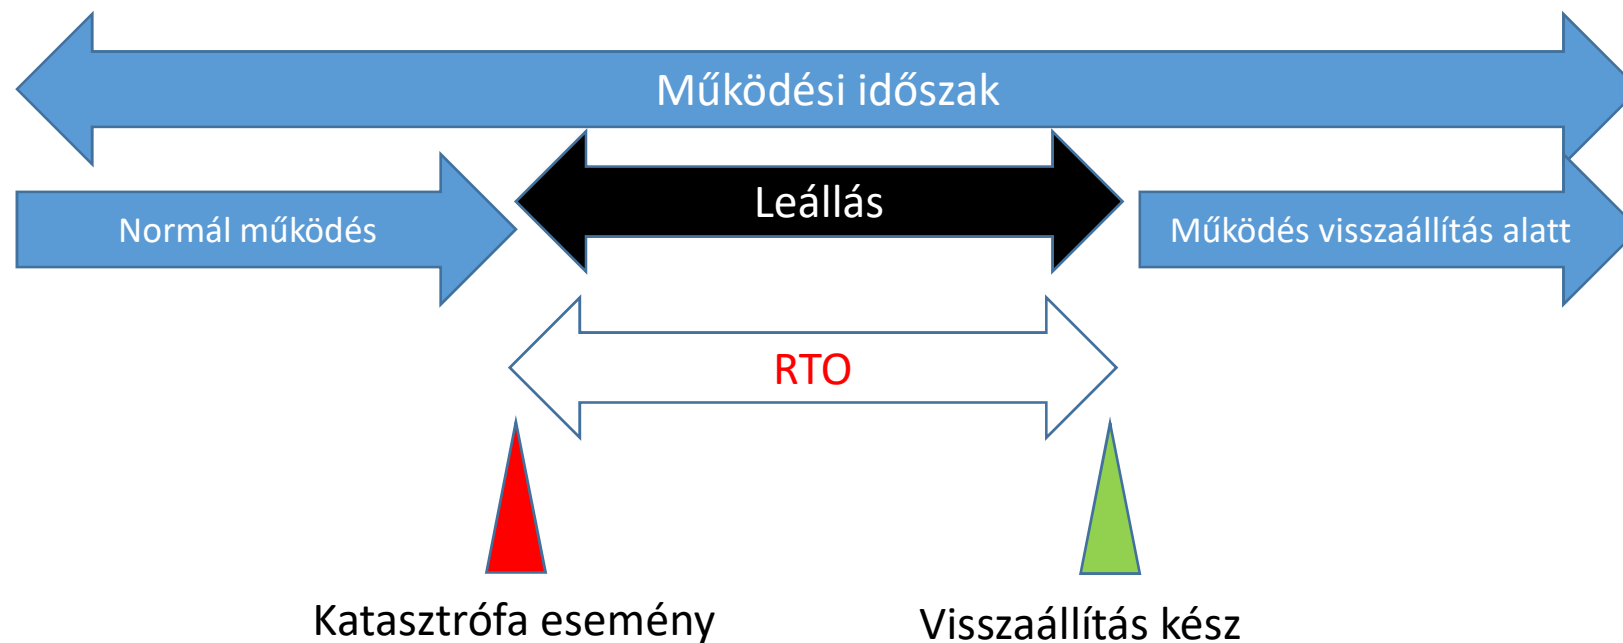 Működési időszak
Leállás
Normál működés
Működés visszaállítás alatt
RTO
Katasztrófa esemény
Visszaállítás kész